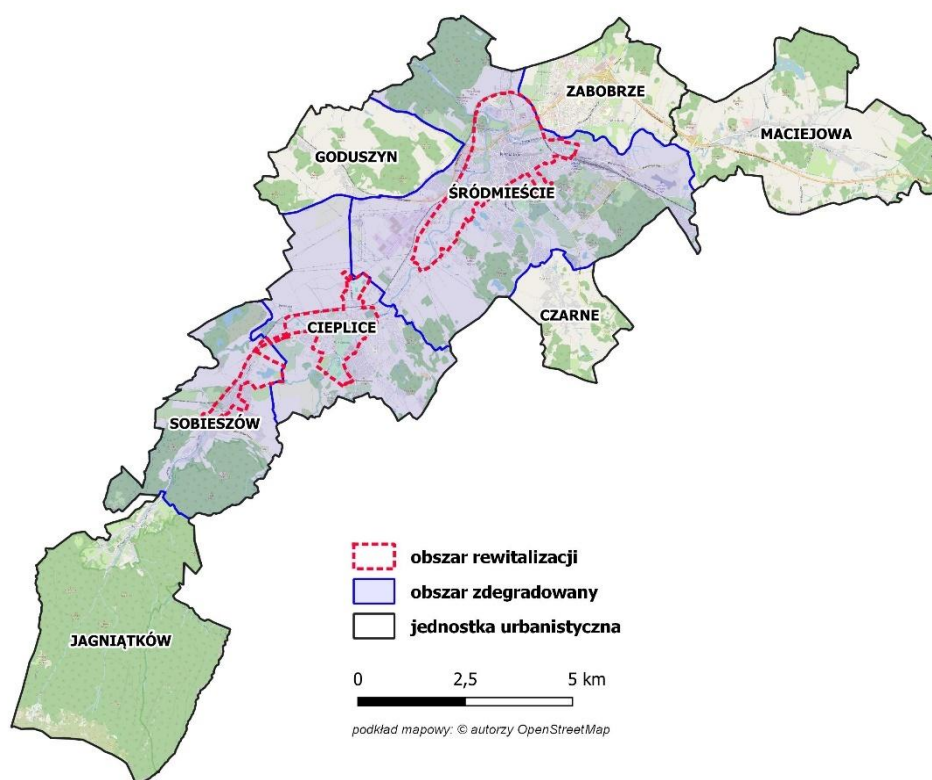 ZABOBRZE
MACIEJOWA
GODUSZYN
ŚRÓDMIEŚCIE
CZARNE
CIEPLICE
SOBIESZÓW
JAGNIĄTKÓW
obszar rewitalizacji
obszar zdegradowany
jednostka urbanistyczna
0 2,5 5 km
podkład mapowy: © autorzy OpenStreetMap